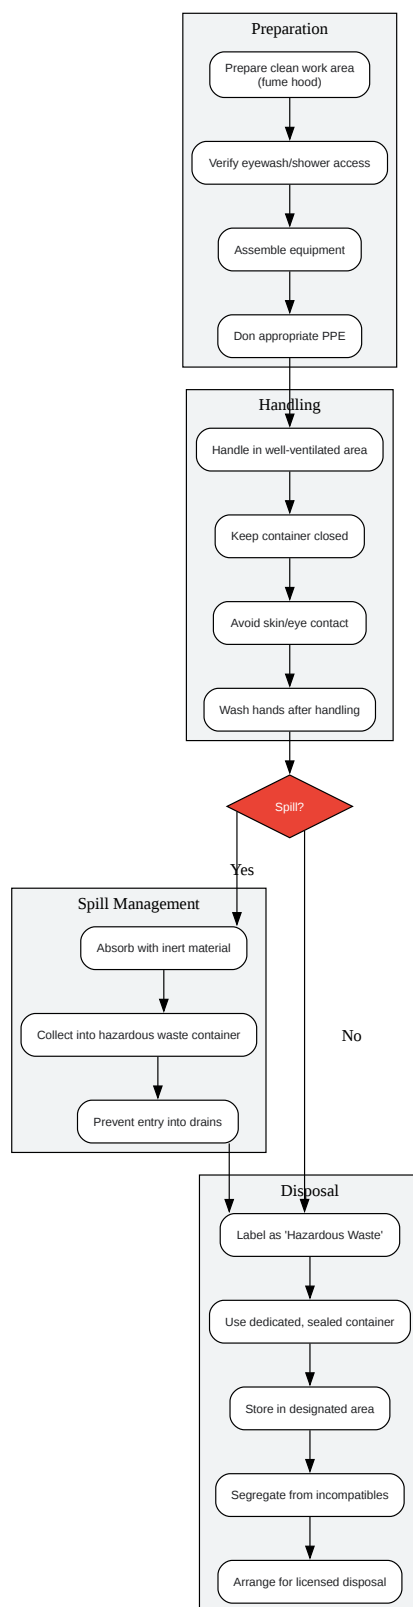 Preparation
Prepare clean work area
(fume hood)
Verify eyewash/shower access
Assemble equipment
Don appropriate PPE
Handling
Handle in well-ventilated area
Keep container closed
Avoid skin/eye contact
Wash hands after handling
Spill?
Yes
Spill Management
Absorb with inert material
Collect into hazardous waste container
No
Prevent entry into drains
Disposal
Label as 'Hazardous Waste'
Use dedicated, sealed container
Store in designated area
Segregate from incompatibles
Arrange for licensed disposal